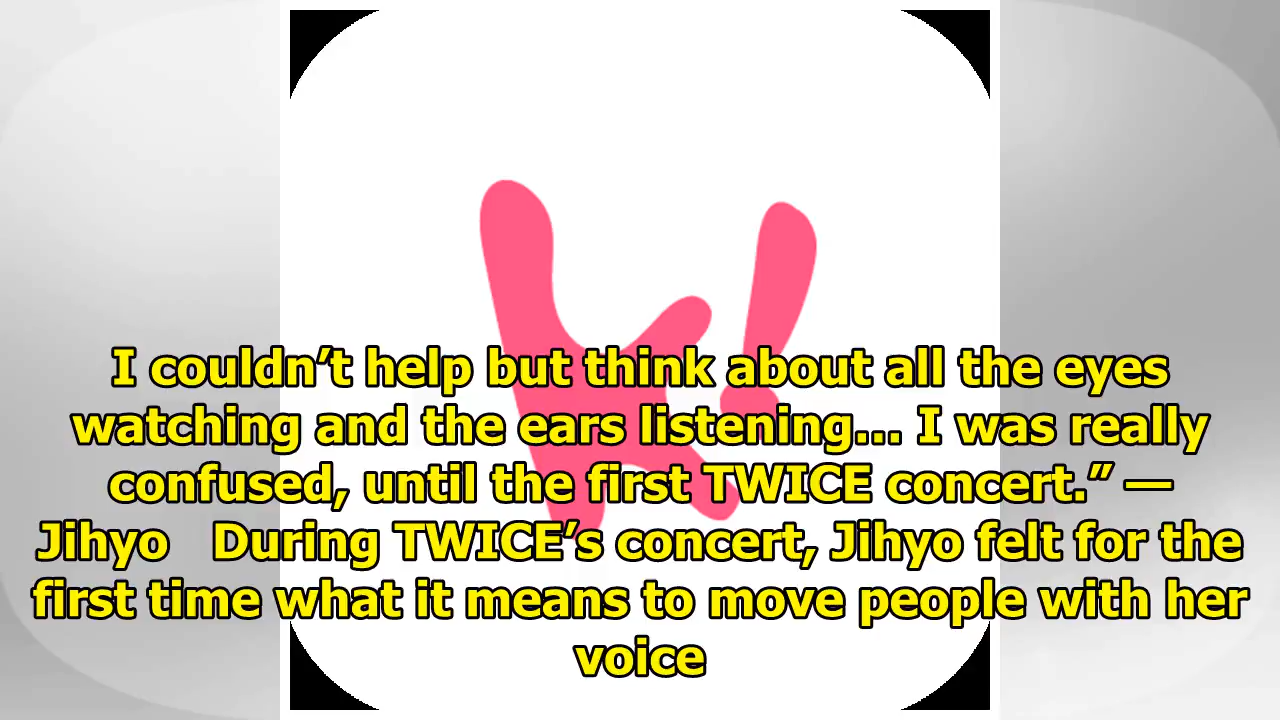 I couldn’t help but think about all the eyes
watching and the ears listening... I was really
confused, until the first TWICE concert.” —
Jihyo   During TWICE’s concert, Jihyo felt for the
first time what it means to move people with her
voice